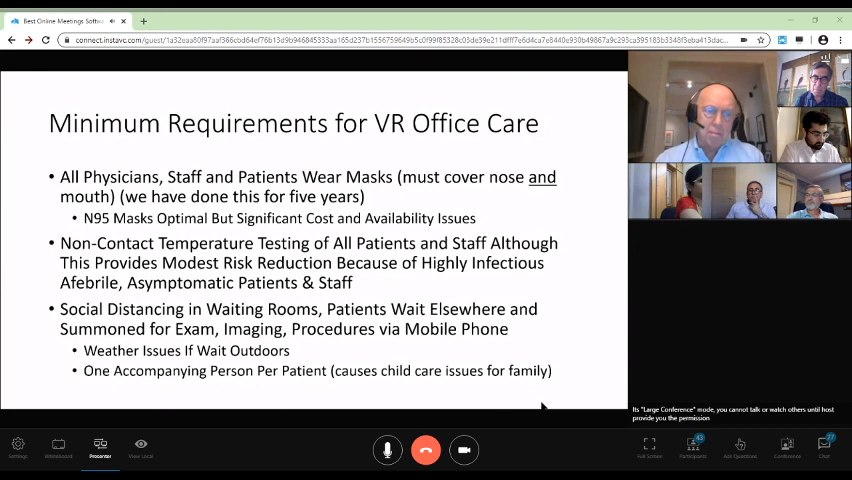 Best Online Meetings Softw
connect.instavc.com/guest/1a32eaa80f97aaf366cbd64ef76b13d9b946845333aa165d237b1556759649b5c0f99f85328c03de39e211dfff7e6d4ca7e8440e930b49867a9c293ca395183b3348f3eba413dac...
Minimum Requirements for VR Office Care
• All Physicians, Staff and Patients Wear Masks (must cover nose and
mouth) (we have done this for five years)
• N95 Masks Optimal But Significant Cost and Availability Issues
• Non-Contact Temperature Testing of All Patients and Staff Although
This Provides Modest Risk Reduction Because of Highly Infectious
Afebrile, Asymptomatic Patients & Staff
• Social Distancing in Waiting Rooms, Patients Wait Elsewhere and
Summoned for Exam, Imaging, Procedures via Mobile Phone
• Weather Issues If Wait Outdoors
• One Accompanying Person Per Patient (causes child care issues for family)
Its "Large Conference" mode, you cannot talk or watch others until host
provide you the permission
Settings
Whiteboard
Presenter
View Local
Full Screen
43
Participants
Ask Questions
Conference
27
Chat